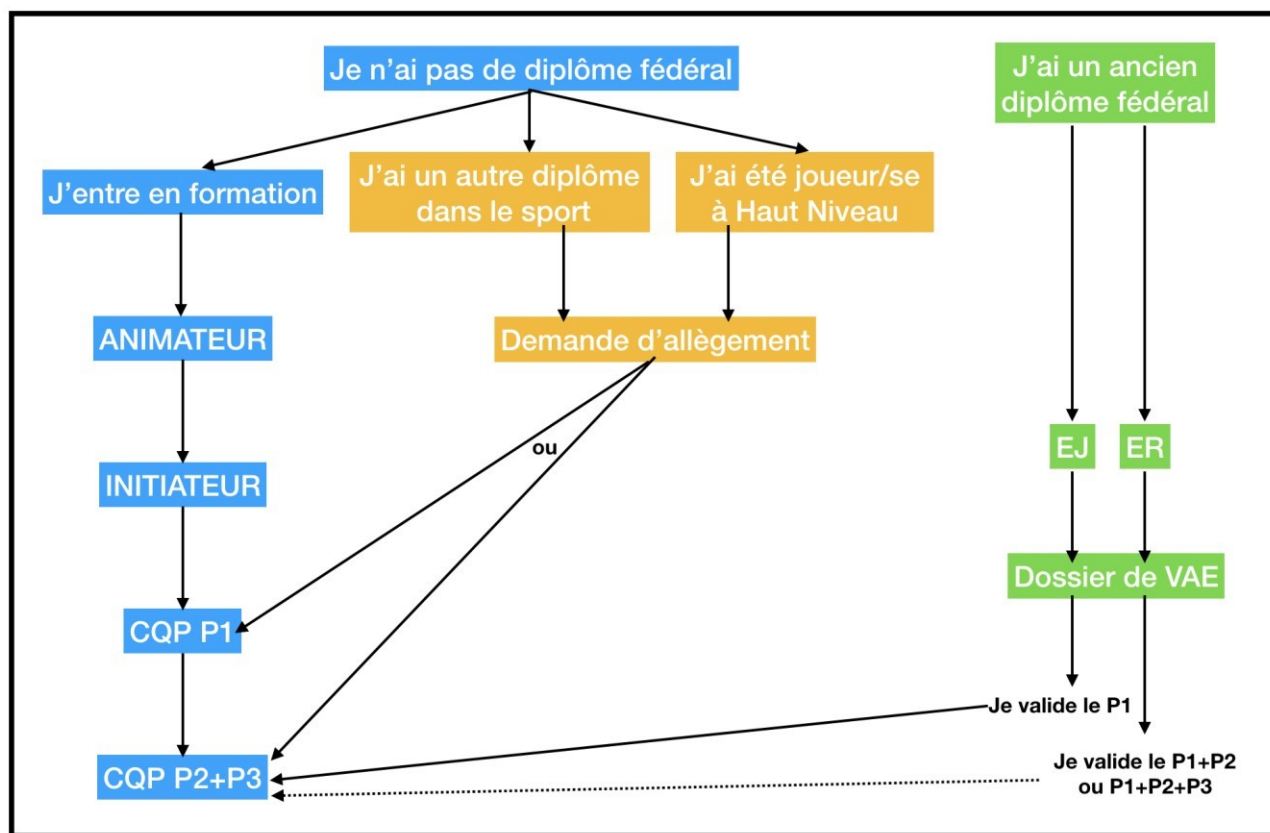 Je n'ai pas de diplôme fédéral
J'ai un ancien
diplôme fédéral
J'entre en formation
J'ai un autre diplôme
dans le sport
J'ai été joueur/se
à Haut Niveau
ANIMATEUR
Demande d'allègement
ou
EJ
ER
INITIATEUR
Dossier de VAE
CQP P1
Je valide le P1
CQP P2+P3
Je valide le P1+P2
ou P1+P2+P3